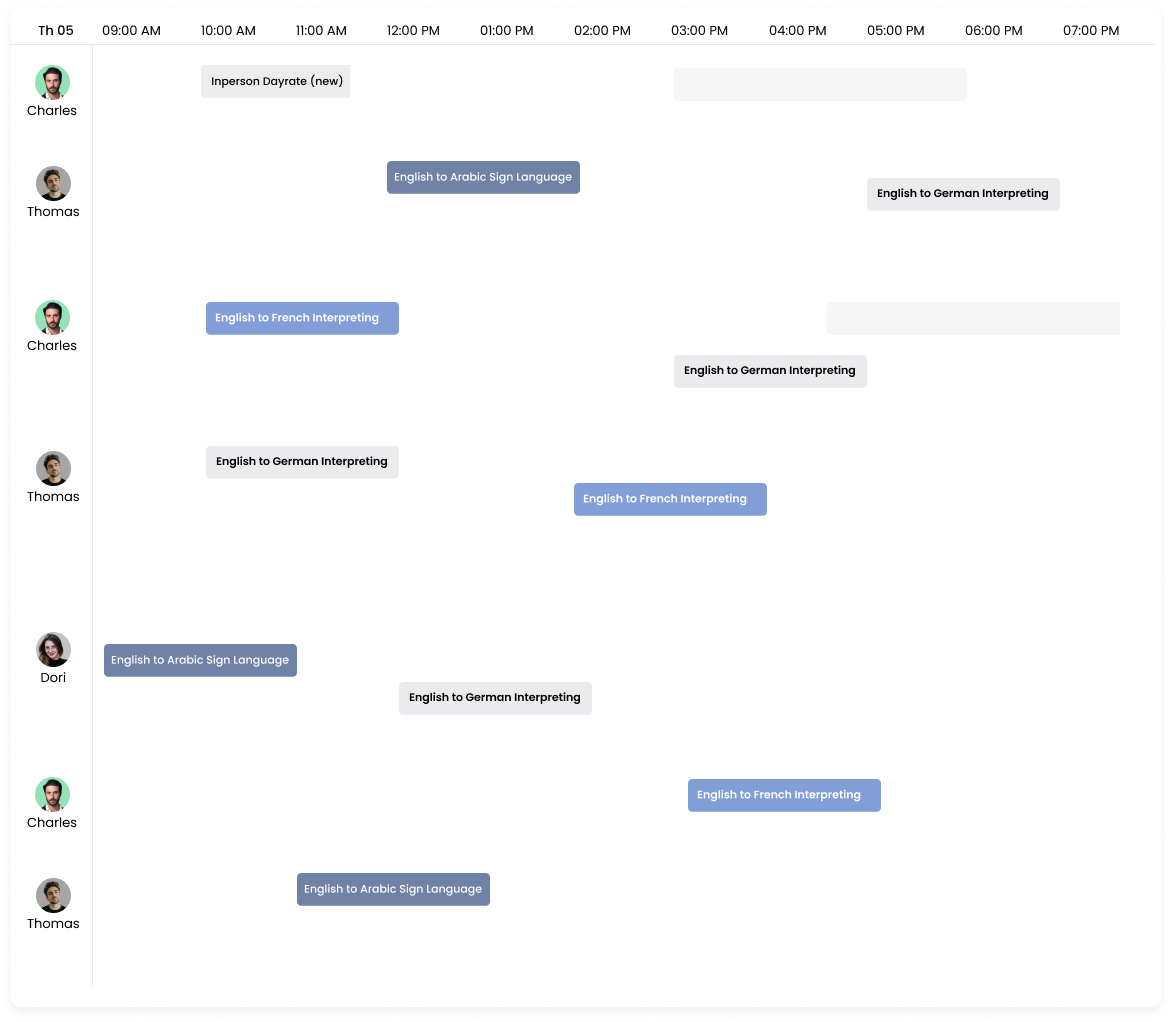 Th 05 09:00 AM 10:00 AM 11:00 AM 12:00 PM 01:00 PM 02:00 PM 03:00 PM 04:00 PM 05:00 PM 06:00 PM 07:00 PM
Inperson Dayrate (new)
Charles
English to Arabic Sign Language
English to German Interpreting
Thomas
English to French Interpreting
Charles
English to German Interpreting
English to German Interpreting
Thomas
English to French Interpreting
English to Arabic Sign Language
Dori
English to German Interpreting
English to French Interpreting
Charles
English to Arabic Sign Language
Thomas